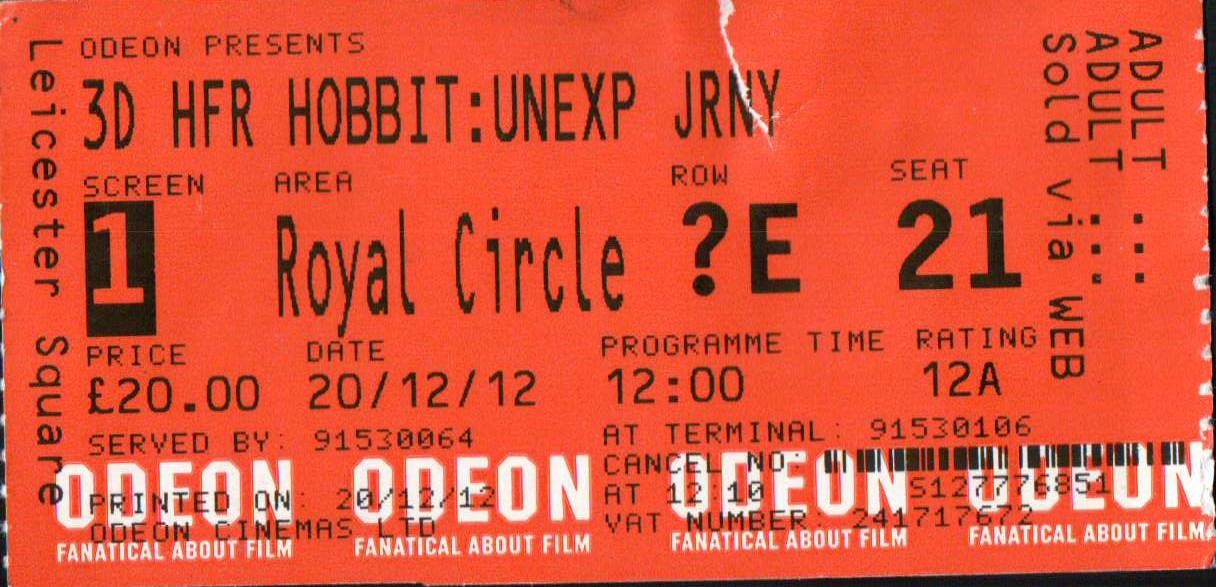 ODEON PRESENTS
3D HFR HOBBIT:UNEXP JRNY
SCREEN AREA ROW SEAT
1 Royal Circle ?E 21
PRICE DATE PROGRAMME TIME RATING
£20.00 20/12/12 12:00 12A
SERVED BY: 91530064 AT TERMINAL: 91530106
CANCEL NO:
PRINTED ON: 20/12/12 AT 12:10 S127776851
ODEON CINEMAS LTD VAT NUMBER: 241717672
ODEON ODEON ODEON ODEON
FANATICAL ABOUT FILM FANATICAL ABOUT FILM FANATICAL ABOUT FILM FANATICAL ABOUT FILM
Leicester Square
ADULT :::
ADULT :::
Sold via WEB